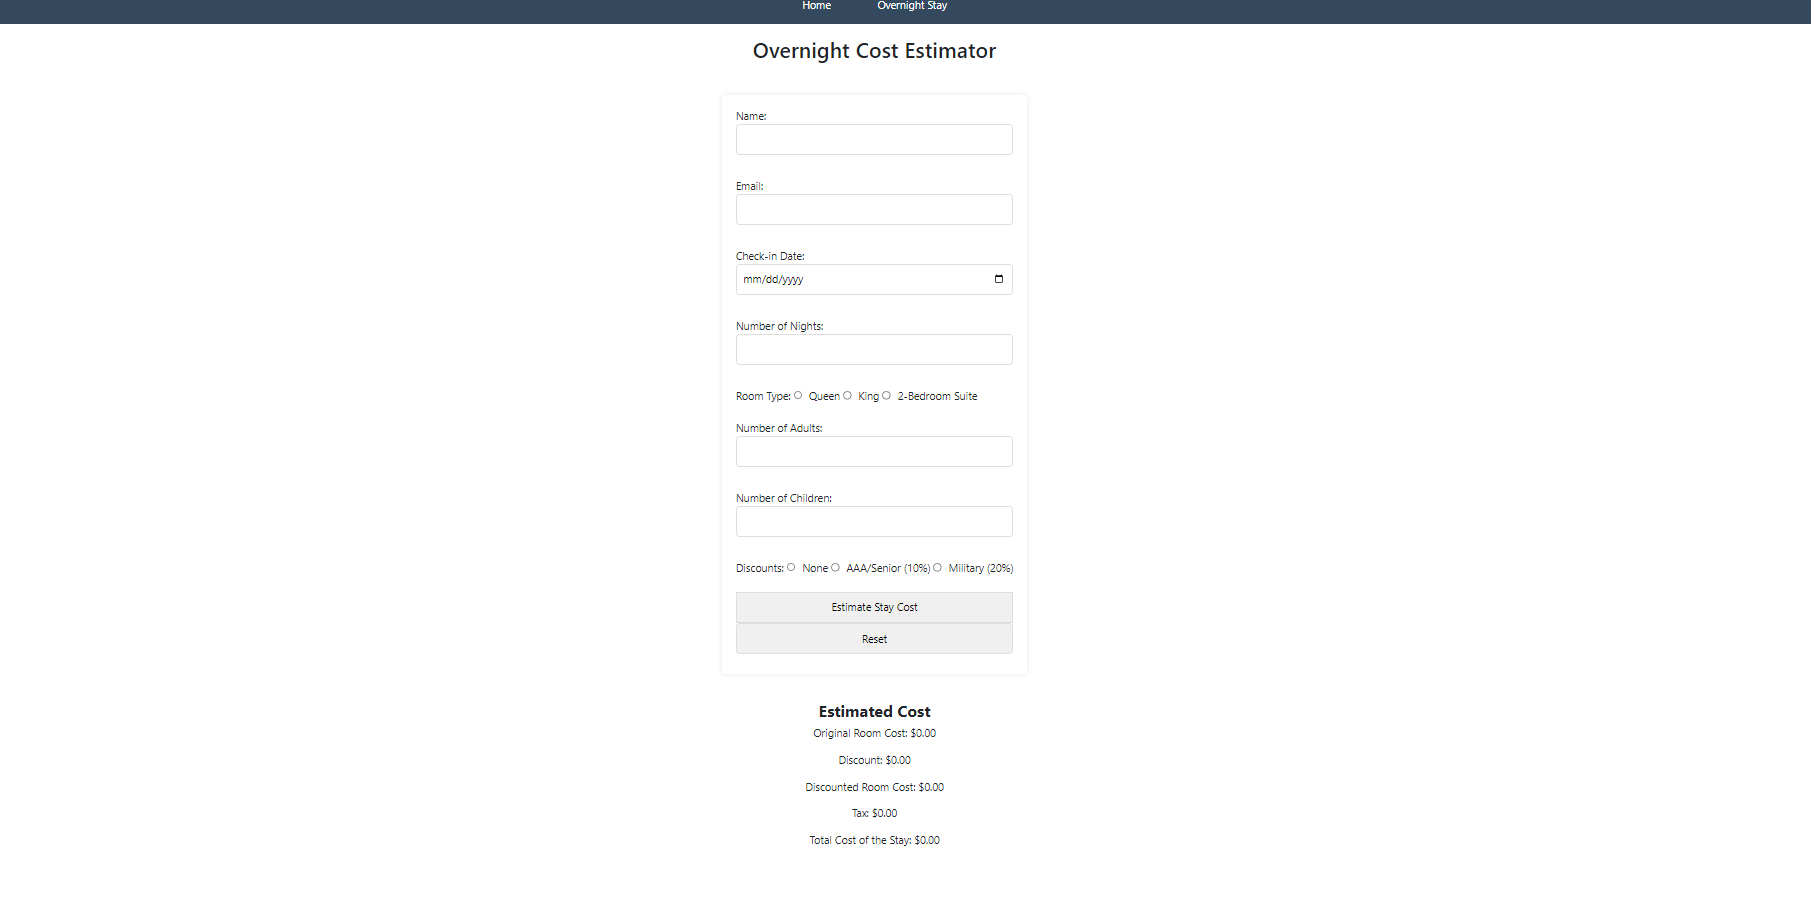 Home Overnight Stay
Overnight Cost Estimator
Name:
Email:
Check-in Date:
mm/dd/yyyy
Number of Nights:
Room Type: Queen King 2-Bedroom Suite
Number of Adults:
Number of Children:
Discounts: None AAA/Senior (10%) Military (20%)
Estimate Stay Cost
Reset
Estimated Cost
Original Room Cost: $0.00
Discount: $0.00
Discounted Room Cost: $0.00
Tax: $0.00
Total Cost of the Stay: $0.00